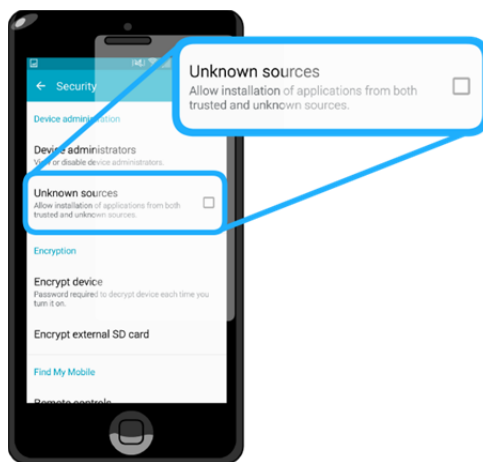 Security
Device administration
Device administrators
View or disable device administrators.
Unknown sources
Allow installation of applications from both
trusted and unknown sources.
Encryption
Encrypt device
Password required to decrypt device each time you
turn it on.
Encrypt external SD card
Find My Mobile
Remote controls
Unknown sources
Allow installation of applications from both
trusted and unknown sources.